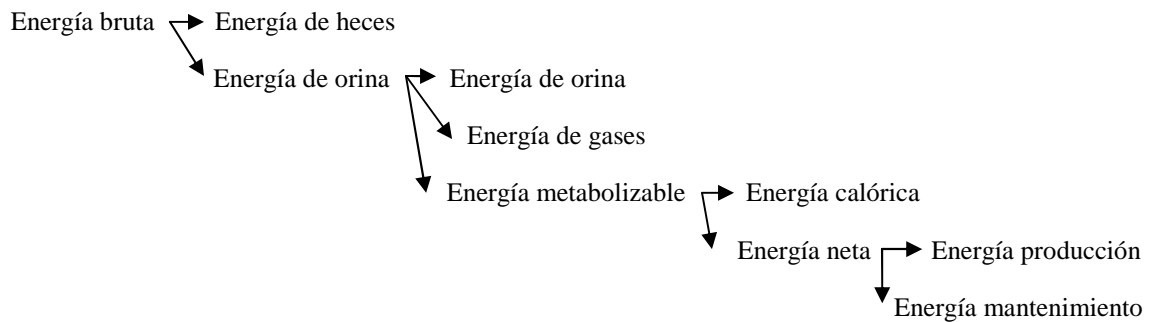 Energía bruta Energía de heces
Energía de orina Energía de orina
Energía de gases
Energía metabolizable Energía calórica
Energía neta Energía producción
Energía mantenimiento